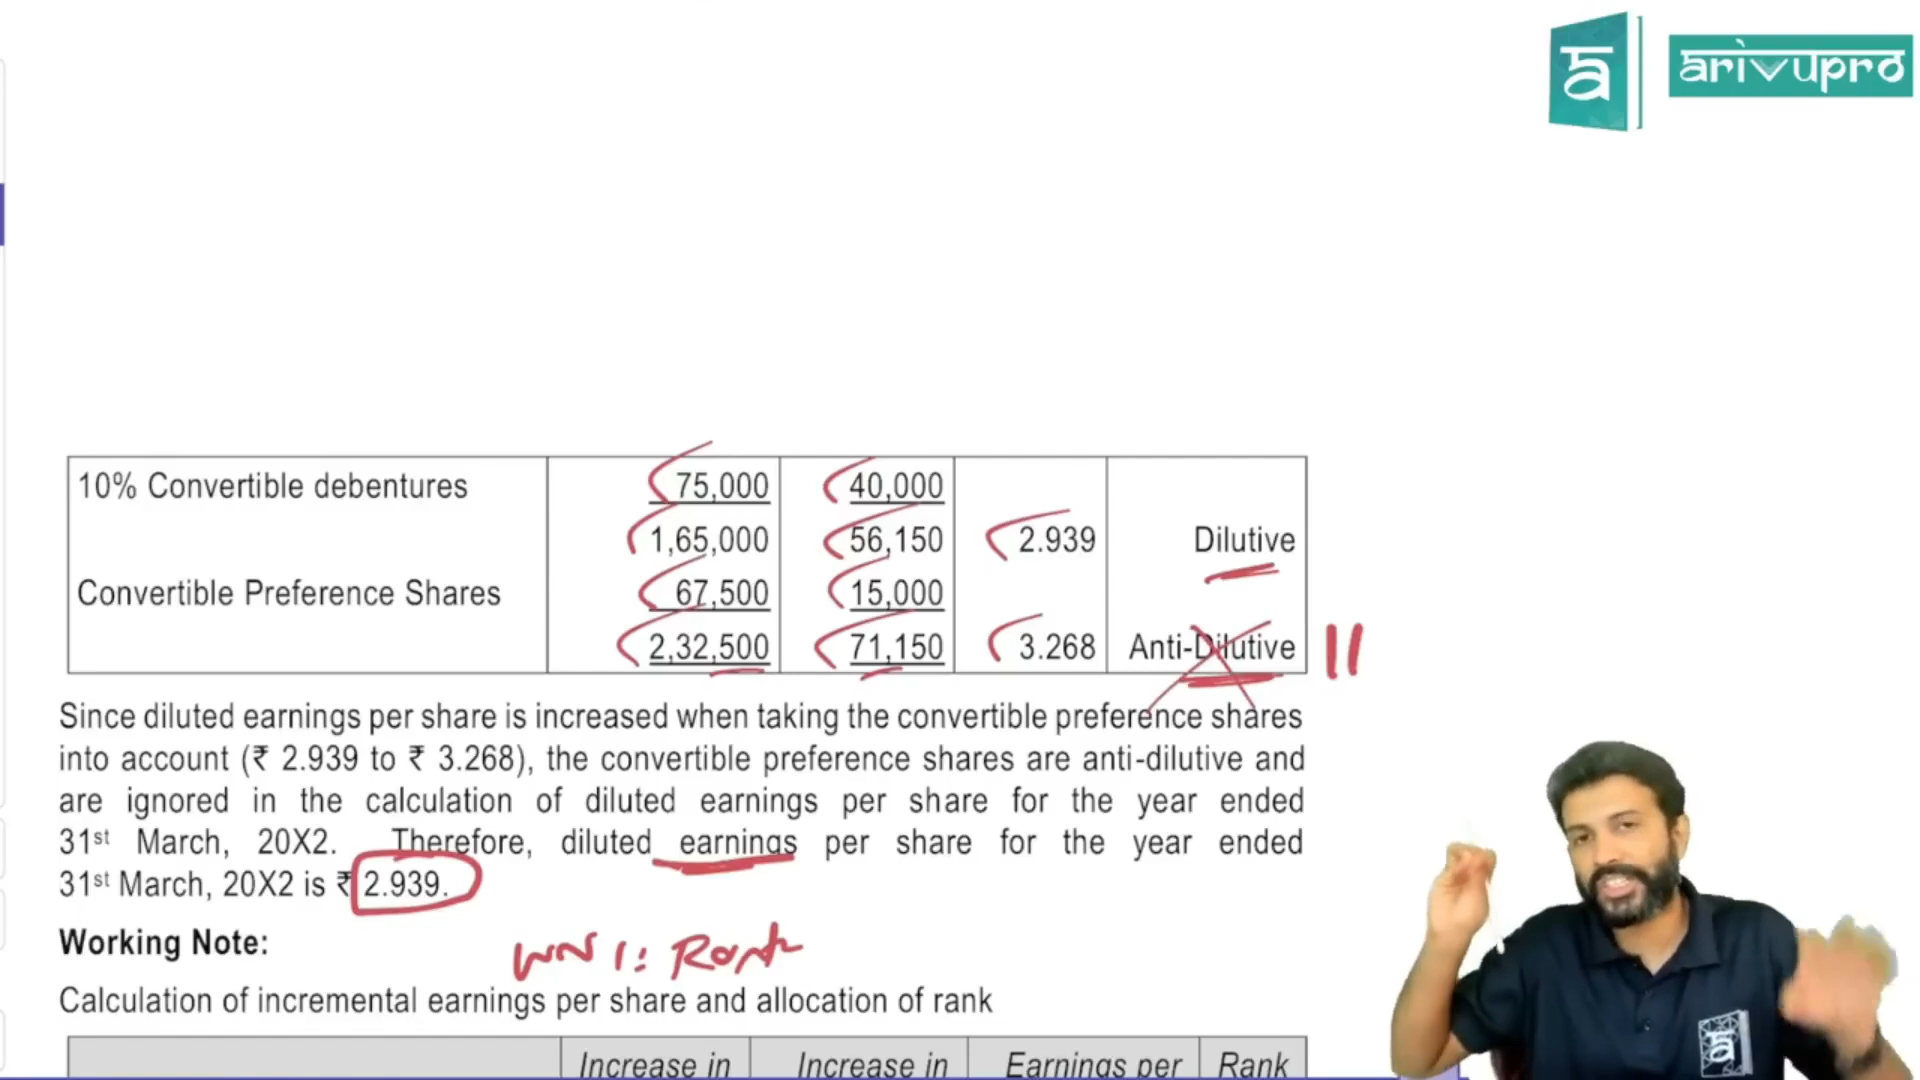 ā
arivupro
10% Convertible debentures 75,000 40,000
1,65,000 56,150 2.939 Dilutive
Convertible Preference Shares 67,500 15,000
2,32,500 71,150 3.268 Anti-Dilutive
Since diluted earnings per share is increased when taking the convertible preference shares
into account (₹ 2.939 to ₹ 3.268), the convertible preference shares are anti-dilutive and
are ignored in the calculation of diluted earnings per share for the year ended
31st March, 20X2. Therefore, diluted earnings per share for the year ended
31st March, 20X2 is ₹ 2.939.
Working Note:
WN 1: Rank
Calculation of incremental earnings per share and allocation of rank
Increase in Increase in Earnings per Rank